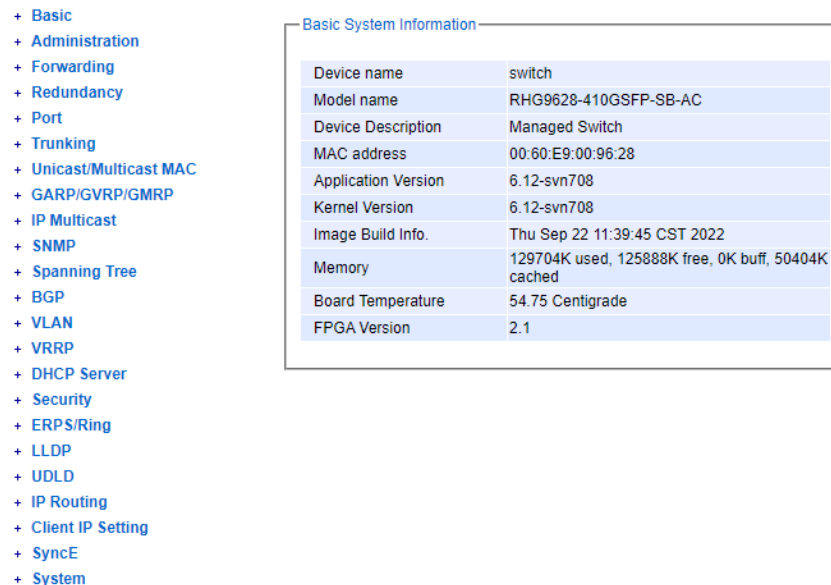 + Basic
+ Administration
+ Forwarding
+ Redundancy
+ Port
+ Trunking
+ Unicast/Multicast MAC
+ GARP/GVRP/GMRP
+ IP Multicast
+ SNMP
+ Spanning Tree
+ BGP
+ VLAN
+ VRRP
+ DHCP Server
+ Security
+ ERPS/Ring
+ LLDP
+ UDLD
+ IP Routing
+ Client IP Setting
+ SyncE
+ System
Basic System Information
Device name switch
Model name RHG9628-410GSFP-SB-AC
Device Description Managed Switch
MAC address 00:60:E9:00:96:28
Application Version 6.12-svn708
Kernel Version 6.12-svn708
Image Build Info. Thu Sep 22 11:39:45 CST 2022
Memory 129704K used, 125888K free, 0K buff, 50404K
cached
Board Temperature 54.75 Centigrade
FPGA Version 2.1